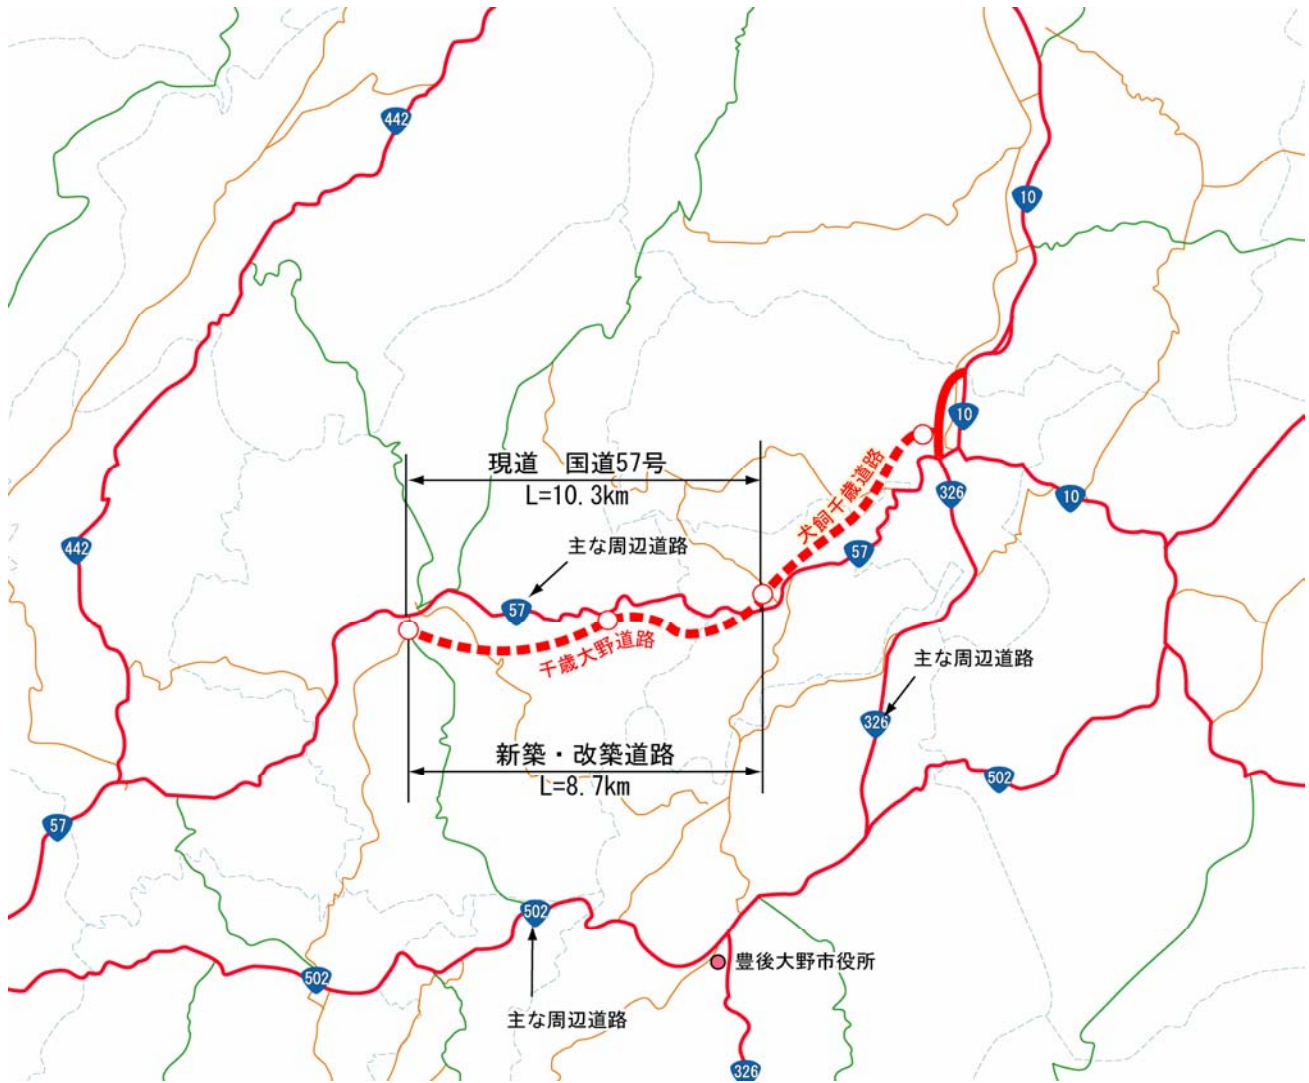 442
10
10
現道　国道57号
L=10.3km
犬飼千歳道路
326
10
442
主な周辺道路
57
57
千歳大野道路
主な周辺道路
326
新築・改築道路
L=8.7km
502
57
502
豊後大野市役所
502
主な周辺道路
326